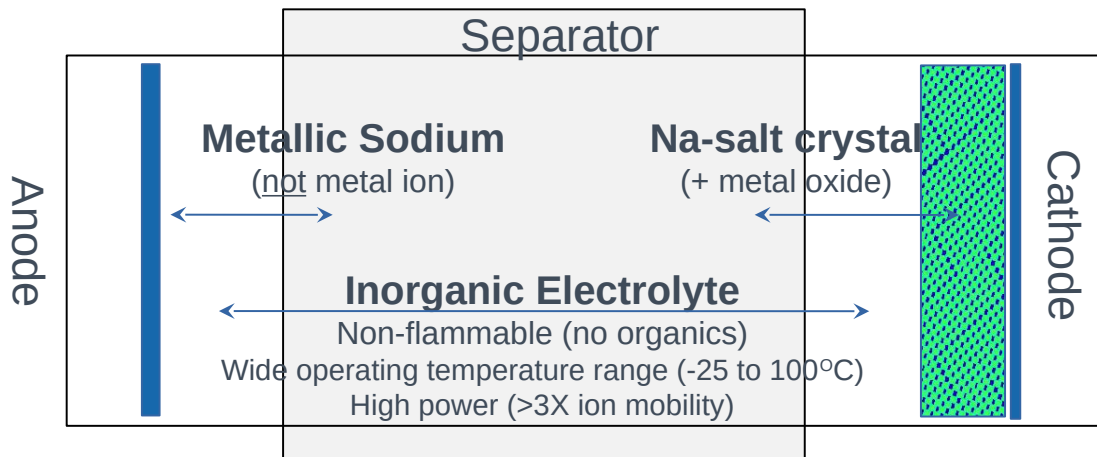 Separator
Anode
Metallic Sodium
(not metal ion)
Na-salt crystal
(+ metal oxide)
Cathode
Inorganic Electrolyte
Non-flammable (no organics)
Wide operating temperature range (-25 to 100°C)
High power (>3X ion mobility)